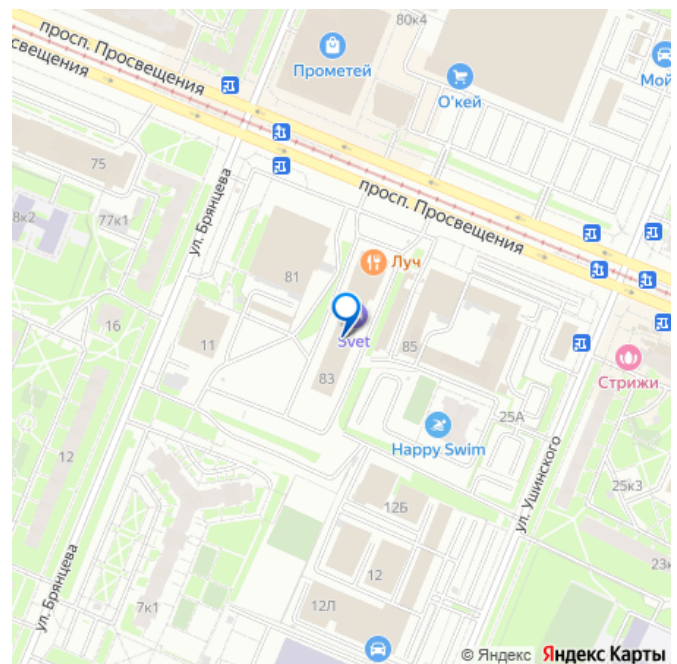 80к4
просп. Просвещения
свещения
Прометей
О'кей
Мой
75
ул. Брянцева
8к2
77к1
просп. Просвещения
Луч
81
16
11
Svet
85
83
Стрижи
25А
Happy Swim
12
ул. Ушинского
25к3
12Б
23к
12
ул. Брянцева
7к1
12Л
© Яндекс Яндекс Карты